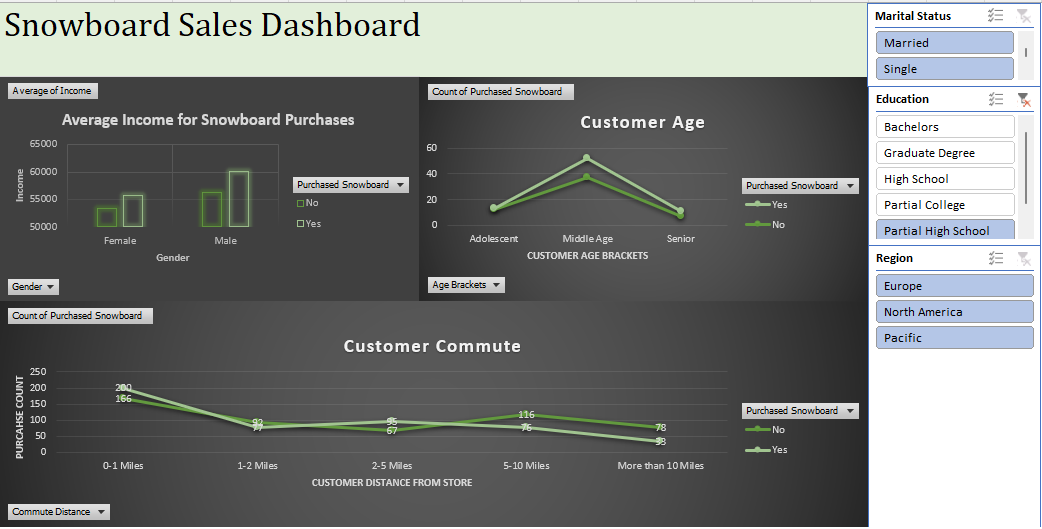 Snowboard Sales Dashboard
Average of Income
Average Income for Snowboard Purchases
65000
60000
55000
50000
Income
Female
Male
Gender
Purchased Snowboard
No
Yes
Gender
Count of Purchased Snowboard
Customer Age
60
40
20
0
Adolescent
Middle Age
Senior
CUSTOMER AGE BRACKETS
Purchased Snowboard
Yes
No
Age Brackets
Count of Purchased Snowboard
Customer Commute
250
200
150
100
50
0
PURCAHSE COUNT
200
166
92
77
95
67
116
76
78
33
0-1 Miles
1-2 Miles
2-5 Miles
5-10 Miles
More than 10 Miles
CUSTOMER DISTANCE FROM STORE
Purchased Snowboard
No
Yes
Commute Distance
Marital Status
Married
Single
Education
Bachelors
Graduate Degree
High School
Partial College
Partial High School
Region
Europe
North America
Pacific